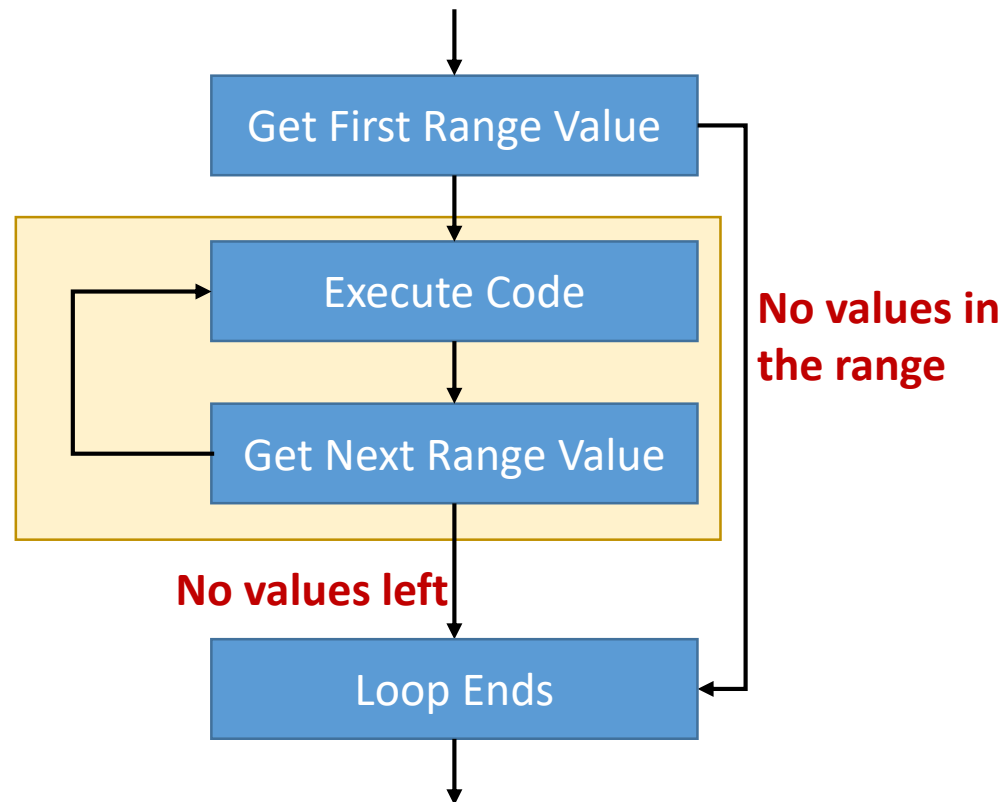 Get First Range Value
Execute Code
No values in
the range
Get Next Range Value
No values left
Loop Ends